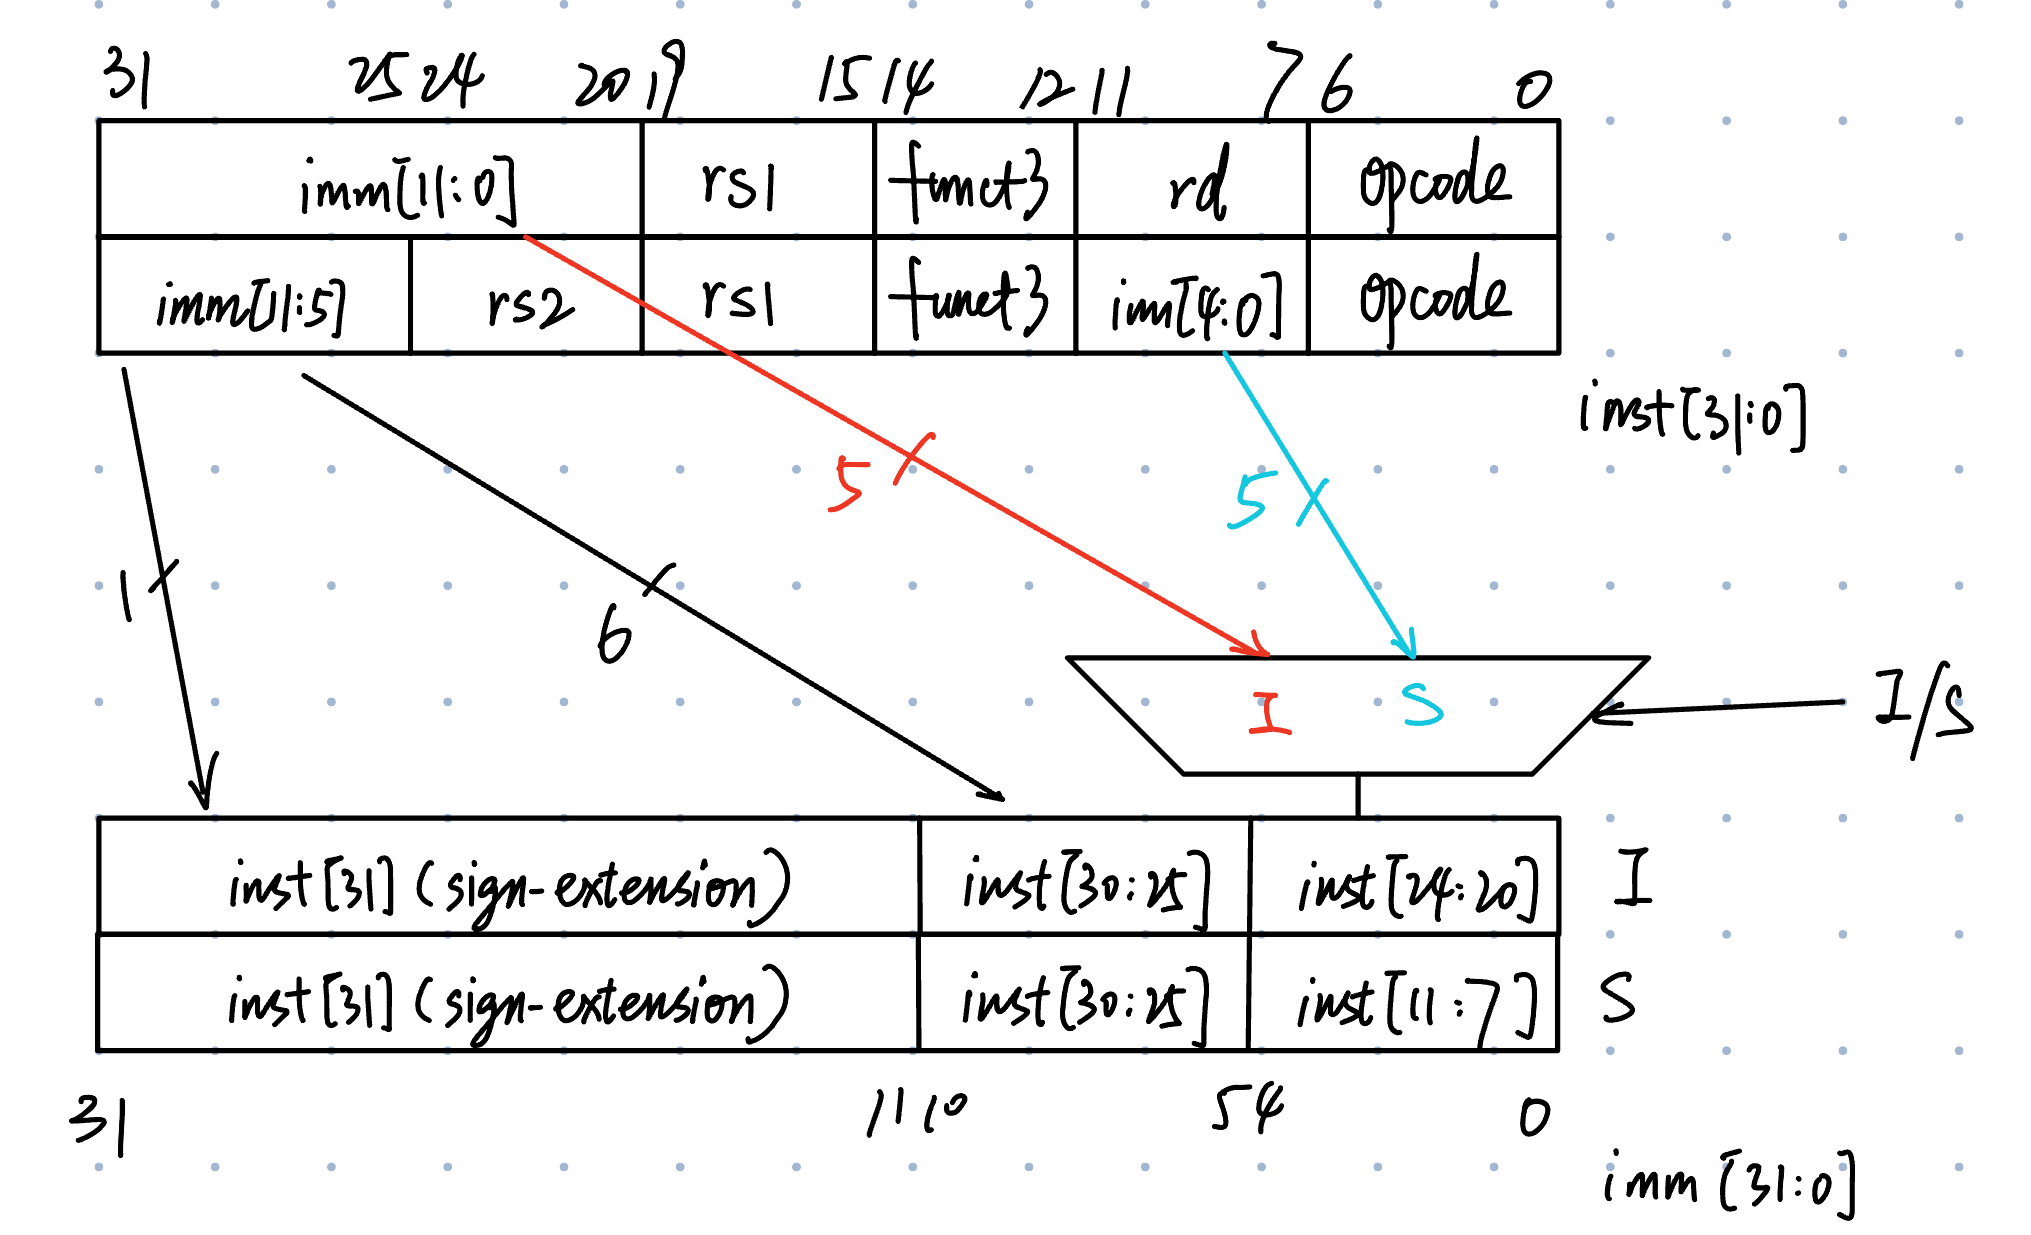 31 25 24 20 19 15 14 12 11 7 6 0
imm[11:0] rs1 funct3 rd opcode
imm[11:5] rs2 rs1 funct3 imm[4:0] opcode
inst[31:0]
5 5
1 6
I S I/S
inst[31] (sign-extension) inst[30:25] inst[24:20] I
inst[31] (sign-extension) inst[30:25] inst[11:7] S
31 11 10 5 4 0
imm [31:0]